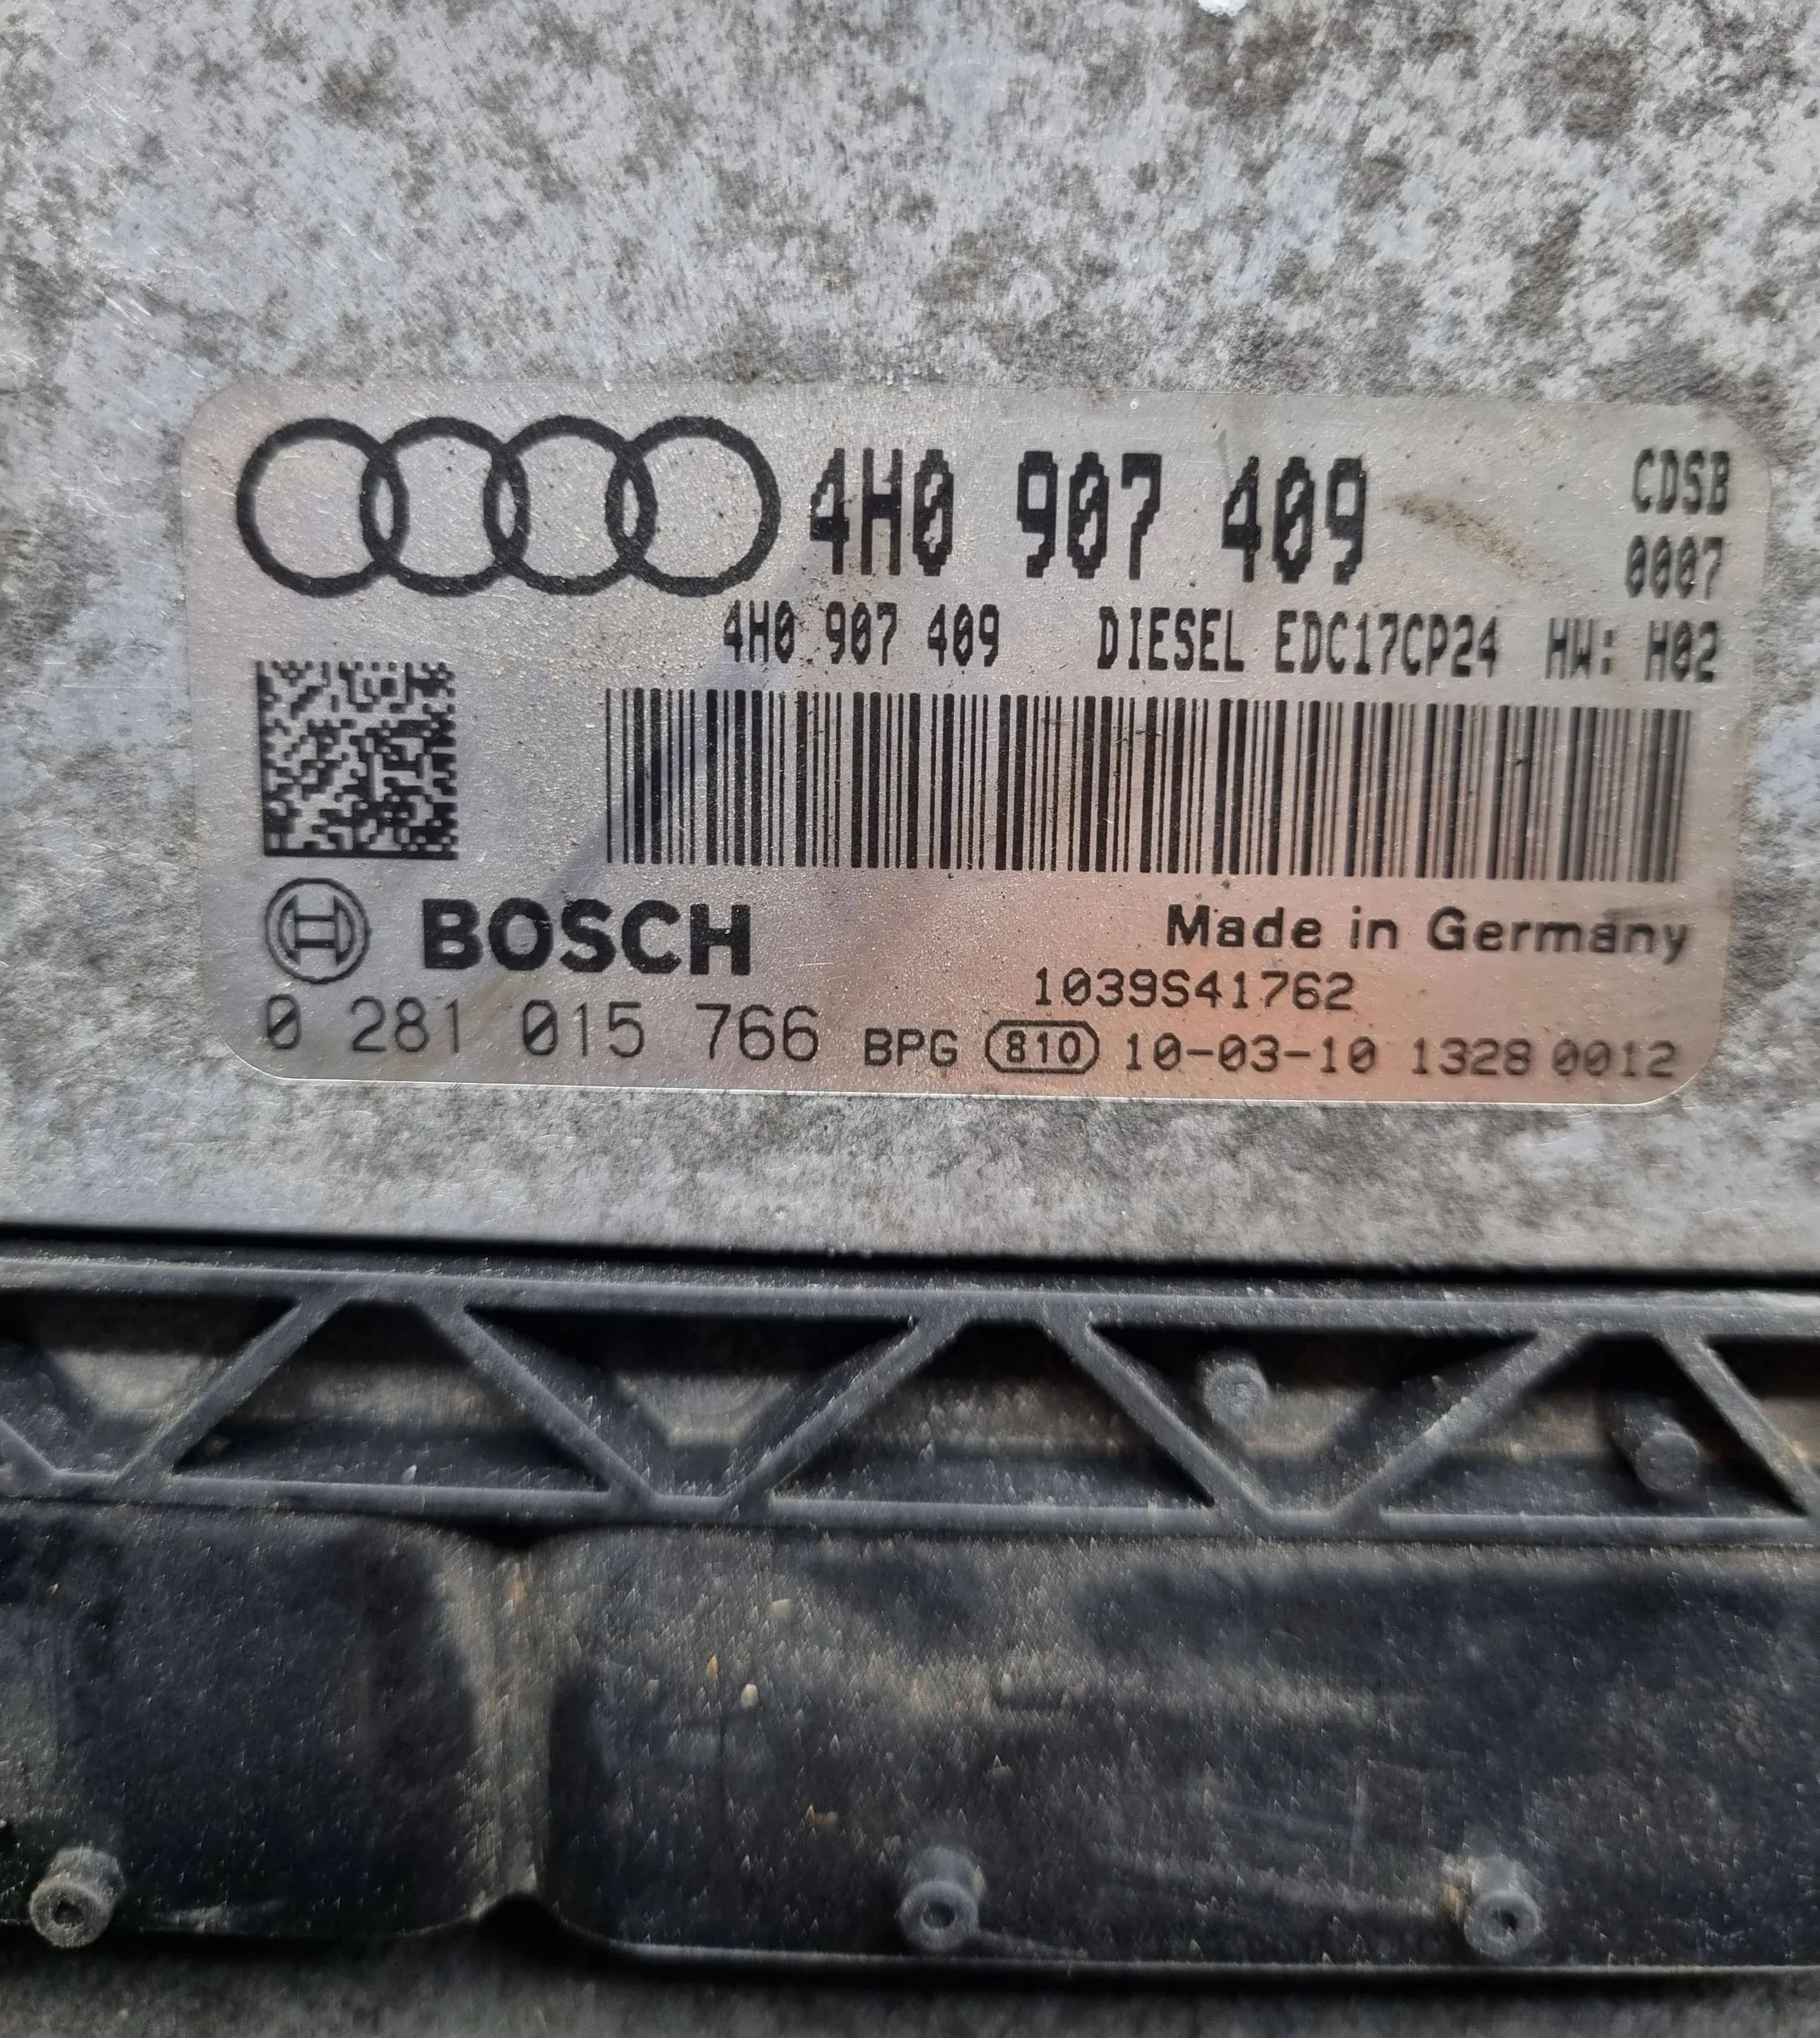 4H0 907 409 CDSB
0007
4H0 907 409 DIESEL EDC17CP24 HW: H02
BOSCH Made in Germany
1039S41762
0 281 015 766 BPG 810 10-03-10 1328 0012